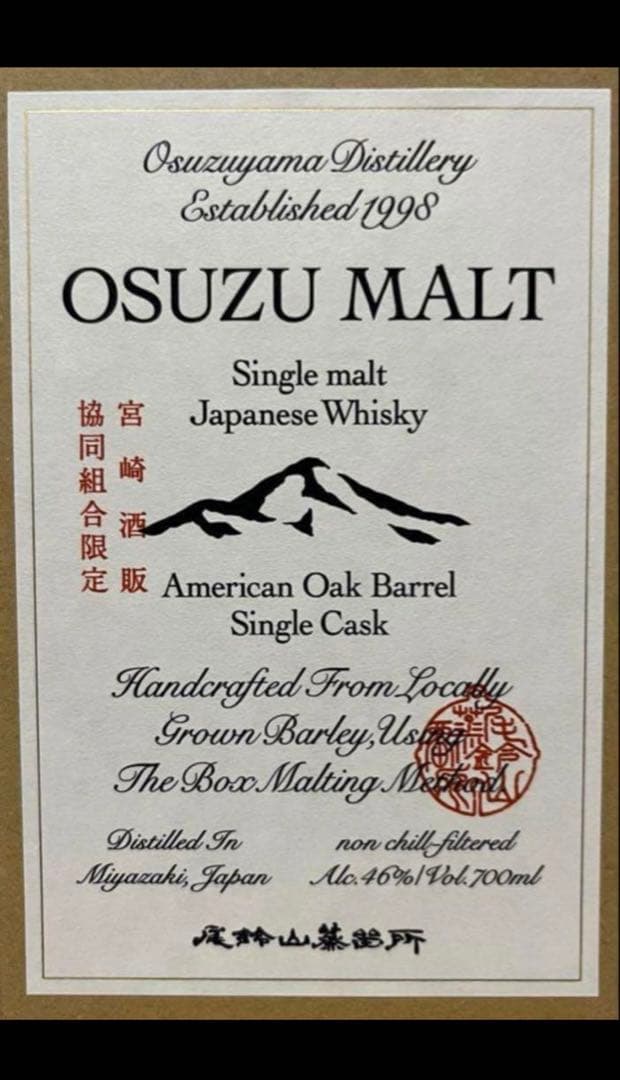 Osuzuyama Distillery
Established 1998
OSUZU MALT
Single malt
Japanese Whisky
宮崎酒販
協同組合限定
American Oak Barrel
Single Cask
Handcrafted From Locally
Grown Barley, Using
The Box Malting Method
Distilled In
Miyazaki, Japan
non chill-filtered
Alc.46%/Vol.700ml
尾鈴山蒸留所